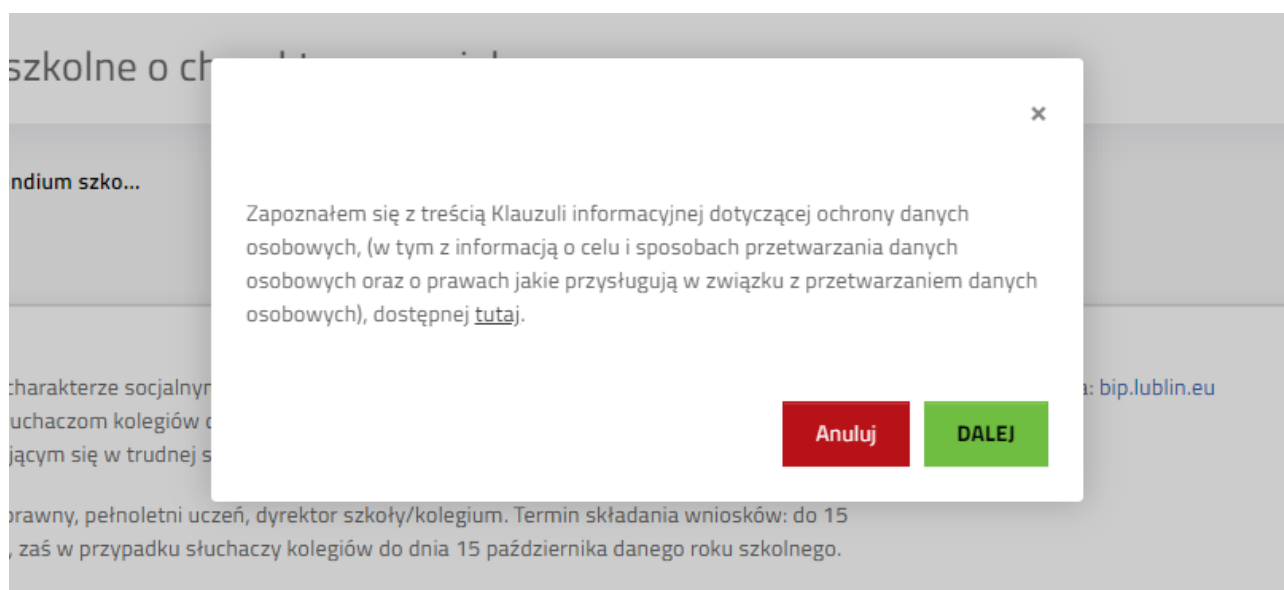 szkolne o
×
ndium szko...
Zapoznałem się z treścią Klauzuli informacyjnej dotyczącej ochrony danych
osobowych, (w tym z informacją o celu i sposobach przetwarzania danych
osobowych oraz o prawach jakie przysługują w związku z przetwarzaniem danych
osobowych), dostępnej tutaj.
charakterze socjalnym
: bip.lublin.eu
uchaczom kolegiów
jącym się w trudnej s
Anuluj
DALEJ
prawny, pełnoletni uczeń, dyrektor szkoły/kolegium. Termin składania wniosków: do 15
, zaś w przypadku słuchaczy kolegiów do dnia 15 października danego roku szkolnego.